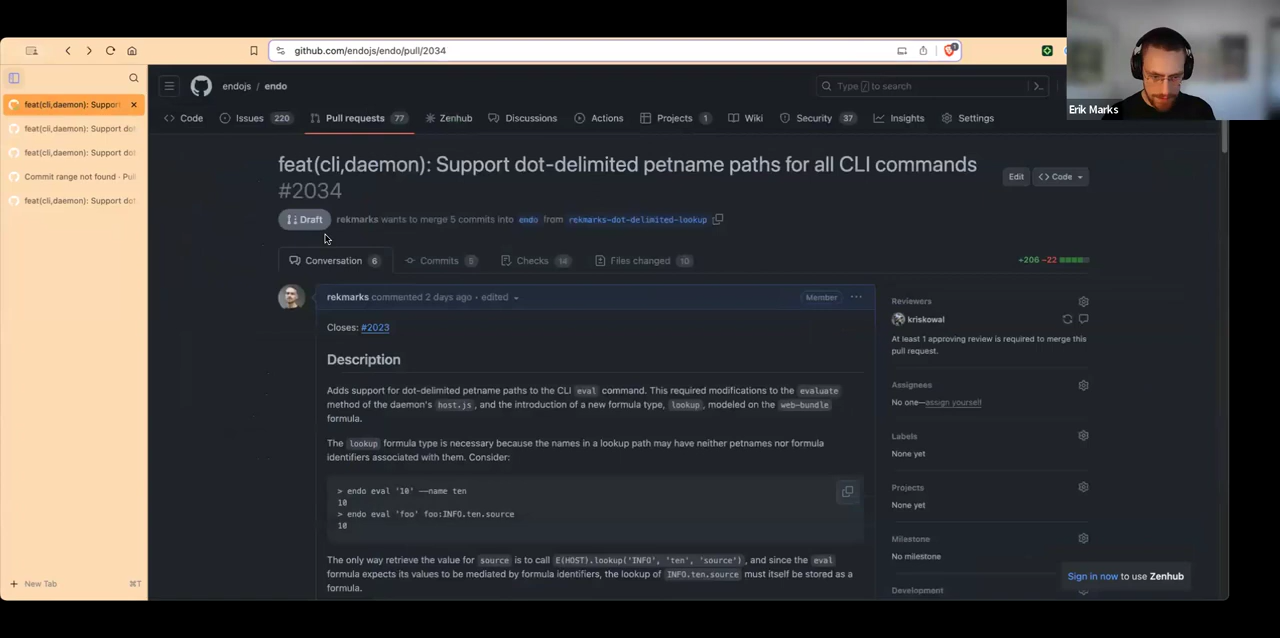 github.com/endojs/endo/pull/2034
Erik Marks
feat(cli,daemon): Support
feat(cli,daemon): Support dot
feat(cli,daemon): Support dot
Commit range not found · Pull
feat(cli,daemon): Support dot
New Tab
⌘T
endojs / endo
Type / to search
Code
Issues 220
Pull requests 77
Zenhub
Discussions
Actions
Projects 1
Wiki
Security 37
Insights
Settings
feat(cli,daemon): Support dot-delimited petname paths for all CLI commands
#2034
Edit
<> Code
Draft
rekmarks wants to merge 5 commits into endo from rekmarks-dot-delimited-lookup
Conversation 6
Commits 5
Checks 14
Files changed 10
+206 −22
rekmarks commented 2 days ago · edited
Member
Closes: #2023
Description
Adds support for dot-delimited petname paths to the CLI eval command. This required modifications to the evaluate
method of the daemon's host.js, and the introduction of a new formula type, lookup, modeled on the web-bundle
formula.
The lookup formula type is necessary because the names in a lookup path may have neither petnames nor formula
identifiers associated with them. Consider:
> endo eval '10' --name ten
10
> endo eval 'foo' foo:INFO.ten.source
10
The only way retrieve the value for source is to call E(HOST).lookup('INFO', 'ten', 'source'), and since the eval
formula expects its values to be mediated by formula identifiers, the lookup of INFO.ten.source must itself be stored as a
formula.
Reviewers
kriskowal
At least 1 approving review is required to merge this
pull request.
Assignees
No one—assign yourself
Labels
None yet
Projects
None yet
Milestone
No milestone
Development
Sign in now to use Zenhub